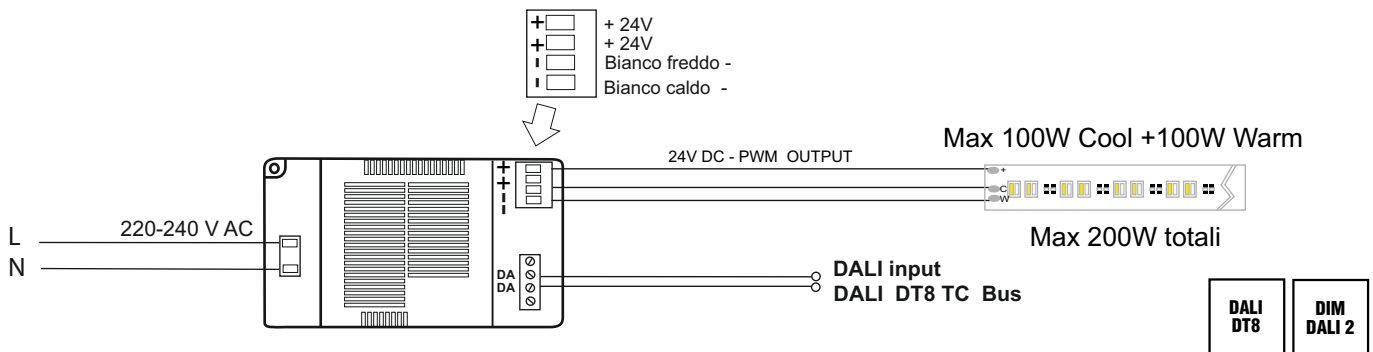 + + 24V
+ + 24V
- Bianco freddo -
- Bianco caldo -
Max 100W Cool +100W Warm
24V DC - PWM OUTPUT
+
+
-
-
+
C
W
220-240 V AC
L
N
Max 200W totali
DA
DA
DALI input
DALI DT8 TC Bus
DALI
DT8
DIM
DALI 2